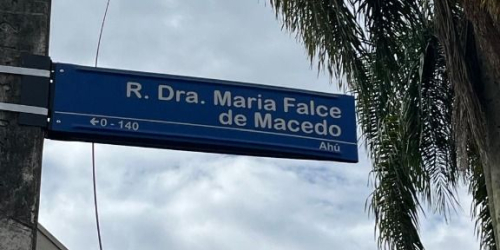 R. Dra. Maria Falce
de Macedo
←0 - 140
Ahú